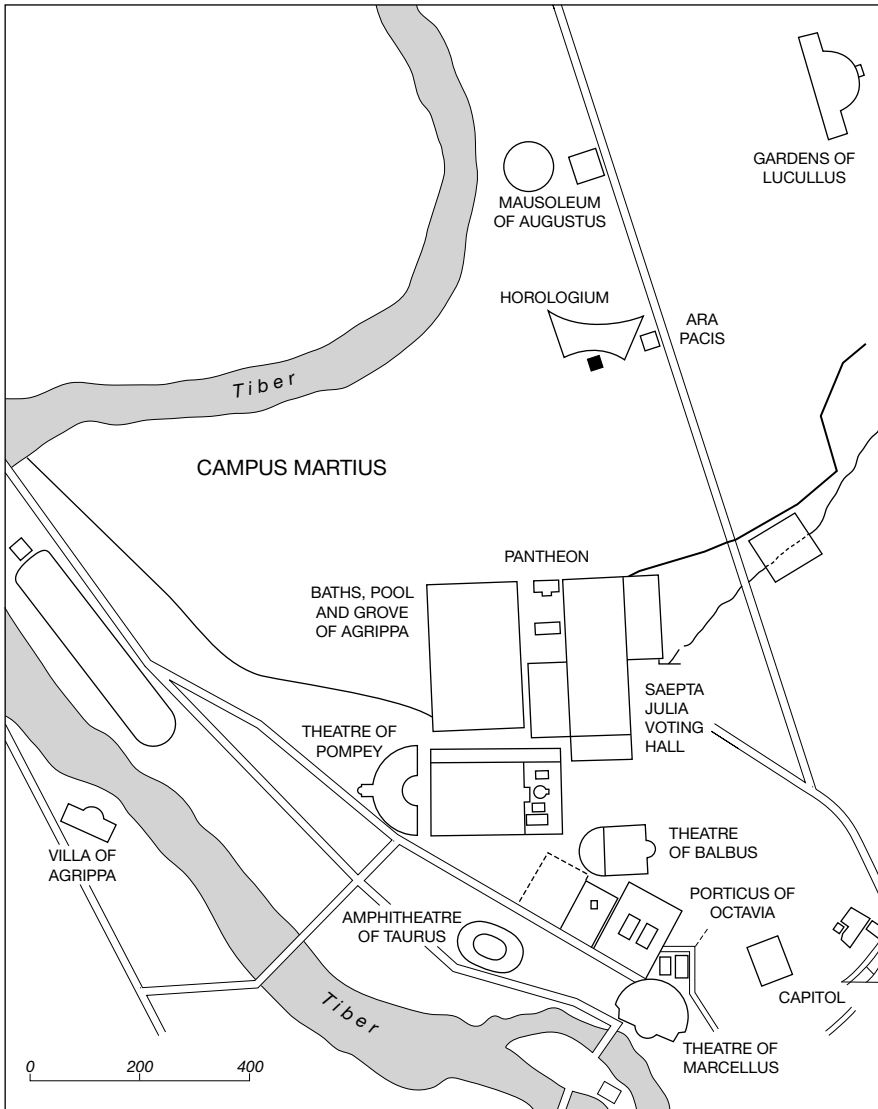 GARDENS OF
LUCULLUS
MAUSOLEUM
OF AUGUSTUS
HOROLOGIUM
ARA
PACIS
Tiber
CAMPUS MARTIUS
PANTHEON
BATHS, POOL
AND GROVE
OF AGRIPPA
SAEPTA
JULIA
VOTING
HALL
THEATRE OF
POMPEY
THEATRE
OF BALBUS
VILLA OF
AGRIPPA
PORTICUS OF
OCTAVIA
AMPHITHEATRE
OF TAURUS
CAPITOL
Tiber
THEATRE OF
MARCELLUS
0 200 400